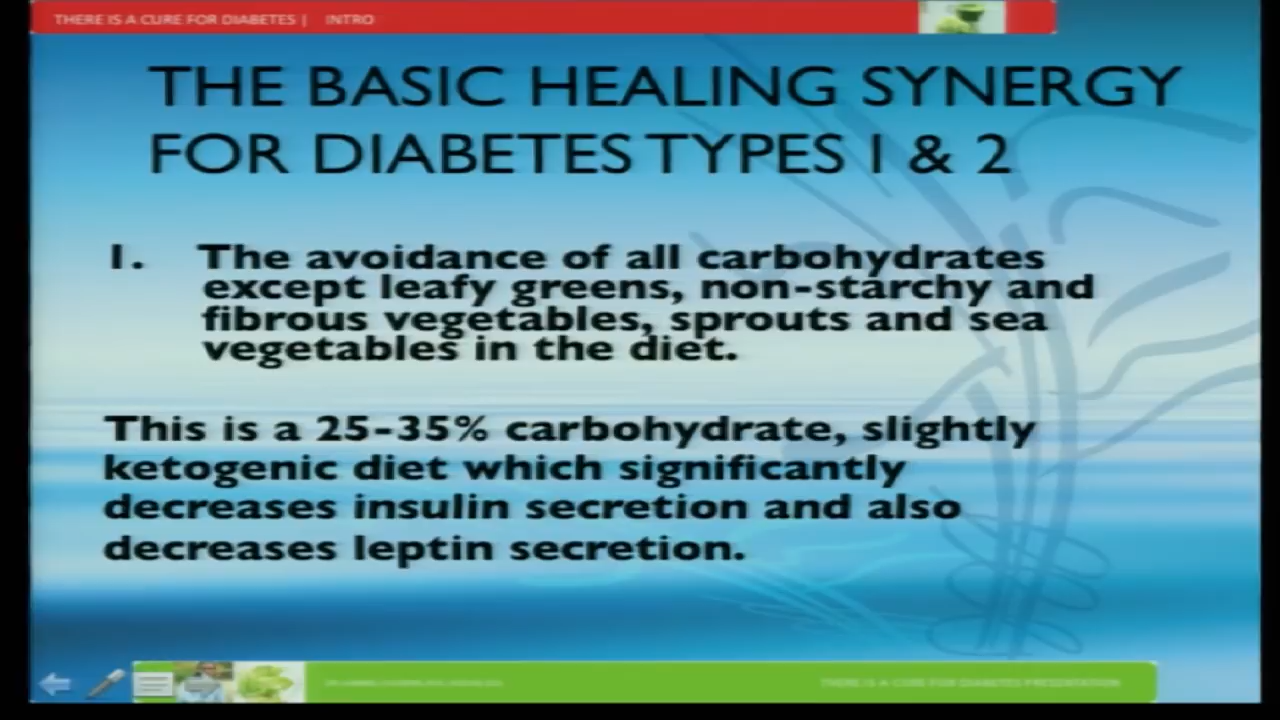 THERE IS A CURE FOR DIABETES | INTRO
THE BASIC HEALING SYNERGY
FOR DIABETES TYPES 1 & 2
1. The avoidance of all carbohydrates
except leafy greens, non-starchy and
fibrous vegetables, sprouts and sea
vegetables in the diet.
This is a 25-35% carbohydrate, slightly
ketogenic diet which significantly
decreases insulin secretion and also
decreases leptin secretion.
THERE IS A CURE FOR DIABETES PRESENTATION